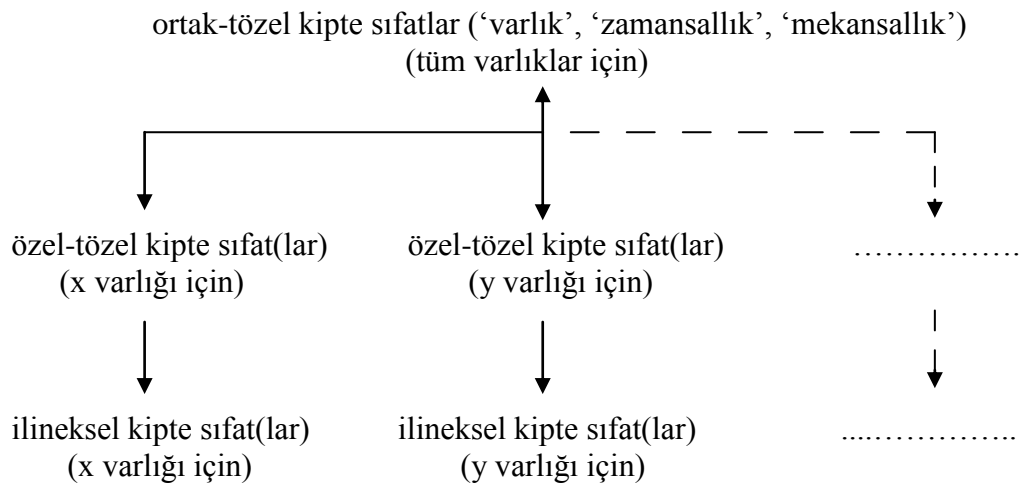 ortak-tözel kipte sıfatlar (‘varlık’, ‘zamansallık’, ‘mekansallık’)
(tüm varlıklar için)
özel-tözel kipte sıfat(lar) özel-tözel kipte sıfat(lar) …………….
(x varlığı için) (y varlığı için)
ilineksel kipte sıfat(lar) ilineksel kipte sıfat(lar) ....…………..
(x varlığı için) (y varlığı için)